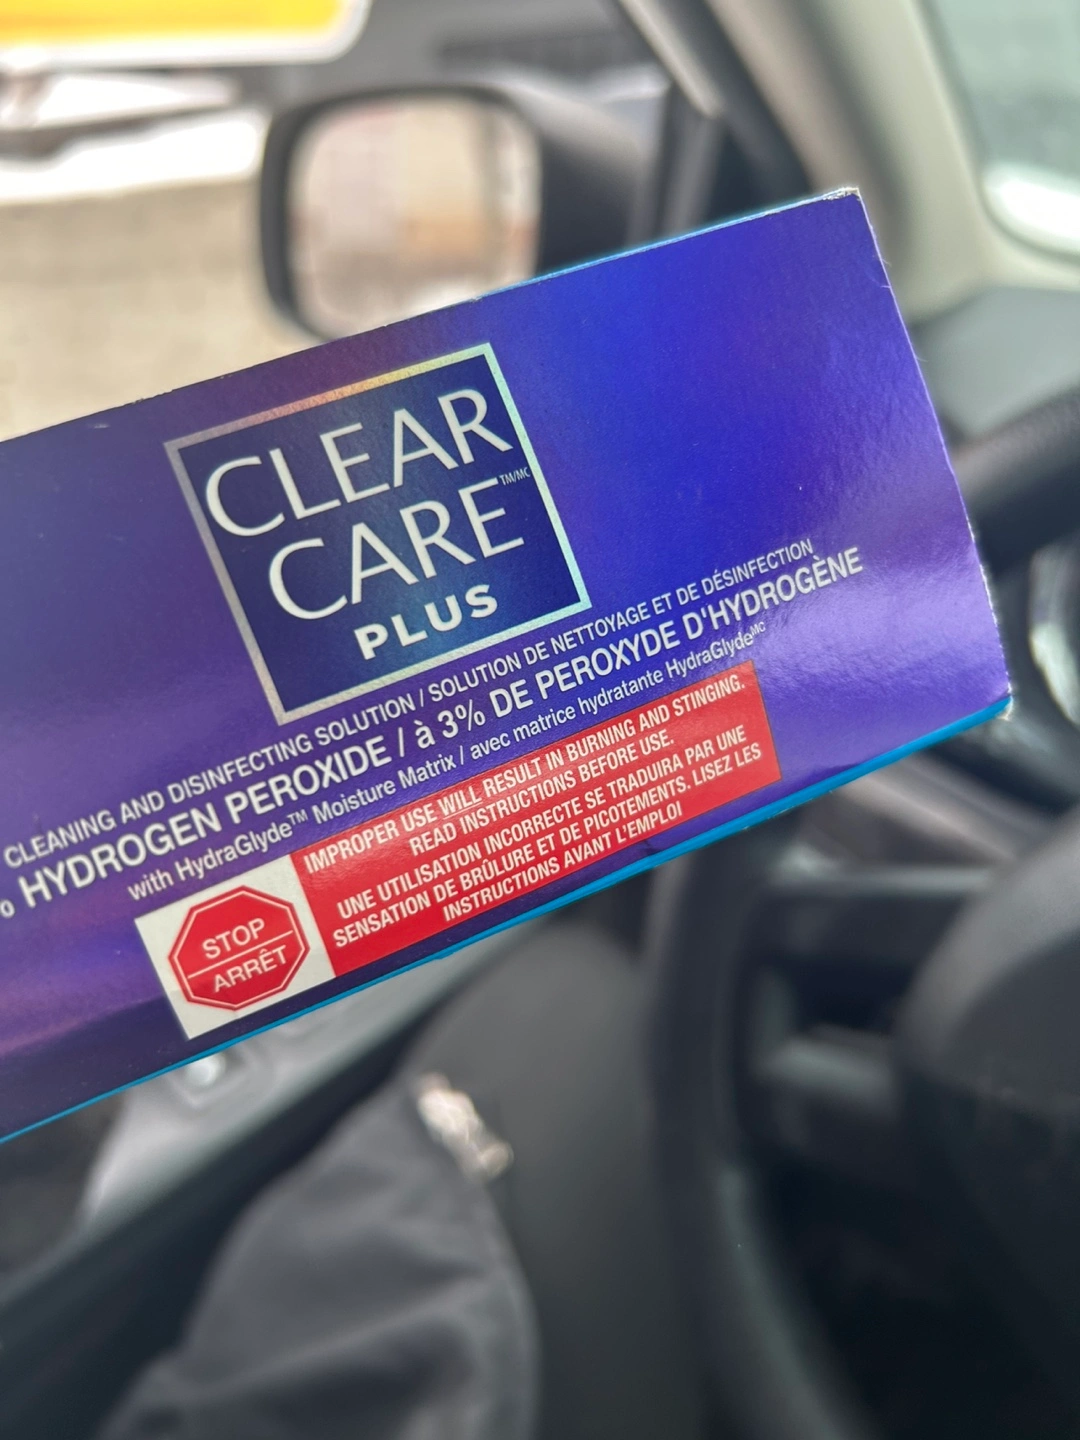 CLEAR
CARE™/MC
PLUS
CLEANING AND DISINFECTING SOLUTION / SOLUTION DE NETTOYAGE ET DE DÉSINFECTION
% HYDROGEN PEROXIDE / à 3% DE PEROXYDE D'HYDROGÈNE
with HydraGlyde™ Moisture Matrix / avec matrice hydratante HydraGlydeMC
IMPROPER USE WILL RESULT IN BURNING AND STINGING.
READ INSTRUCTIONS BEFORE USE.
UNE UTILISATION INCORRECTE SE TRADUIRA PAR UNE
SENSATION DE BRÛLURE ET DE PICOTEMENTS. LISEZ LES
INSTRUCTIONS AVANT L'EMPLOI
STOP
ARRÊT